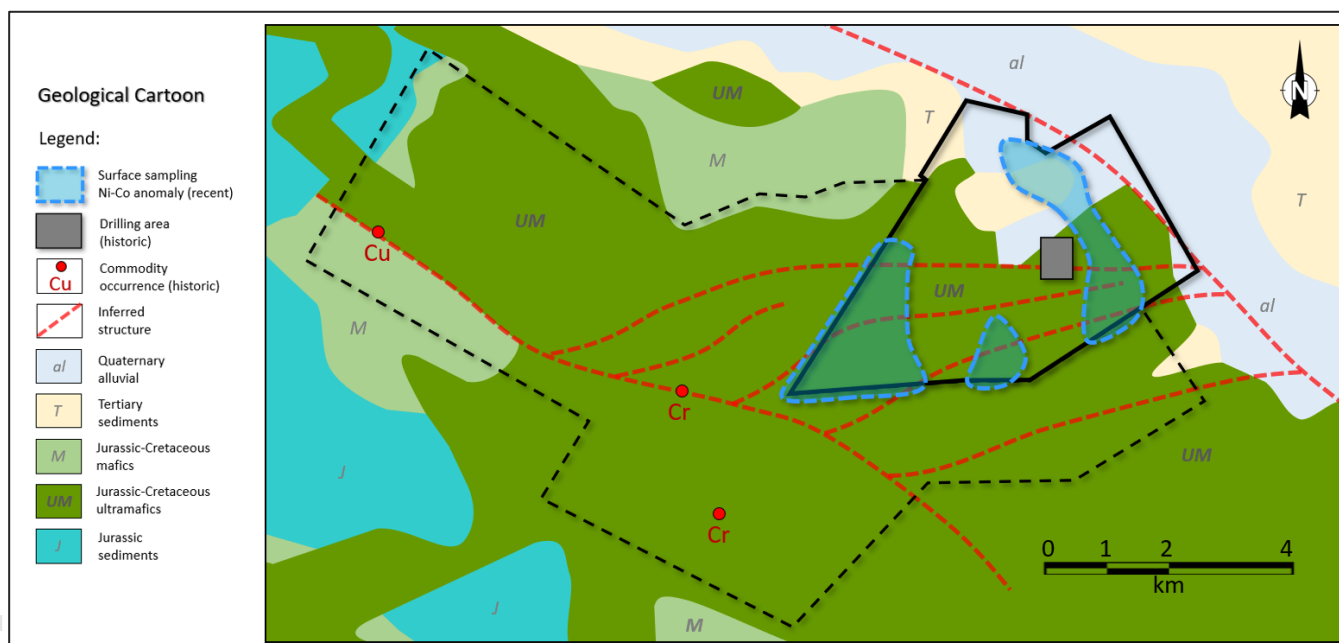 Geological Cartoon
Legend:
Surface sampling
Ni-Co anomaly (recent)
Drilling area
(historic)
Cu
Commodity
occurrence (historic)
Inferred
structure
al
Quaternary
alluvial
T
Tertiary
sediments
M
Jurassic-Cretaceous
mafics
UM
Jurassic-Cretaceous
ultramafics
J
Jurassic
sediments
al
N
UM
T
M
T
UM
Cu
UM
al
M
Cr
UM
J
Cr
0 1 2 4
km
J
M